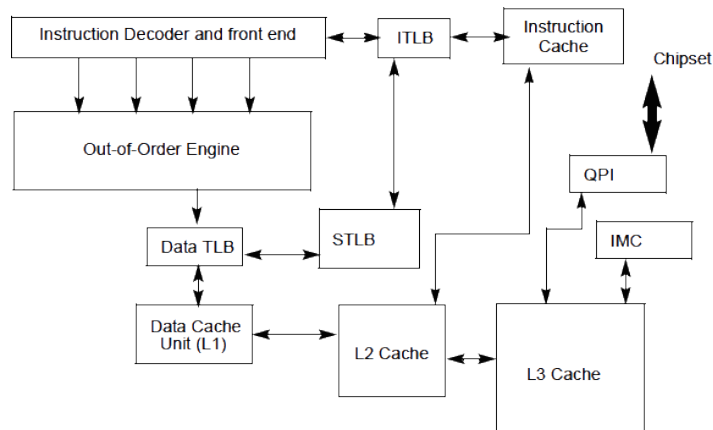 Instruction Decoder and front end
ITLB
Instruction
Cache
Chipset
Out-of-Order Engine
QPI
STLB
IMC
Data TLB
Data Cache
Unit (L1)
L2 Cache
L3 Cache